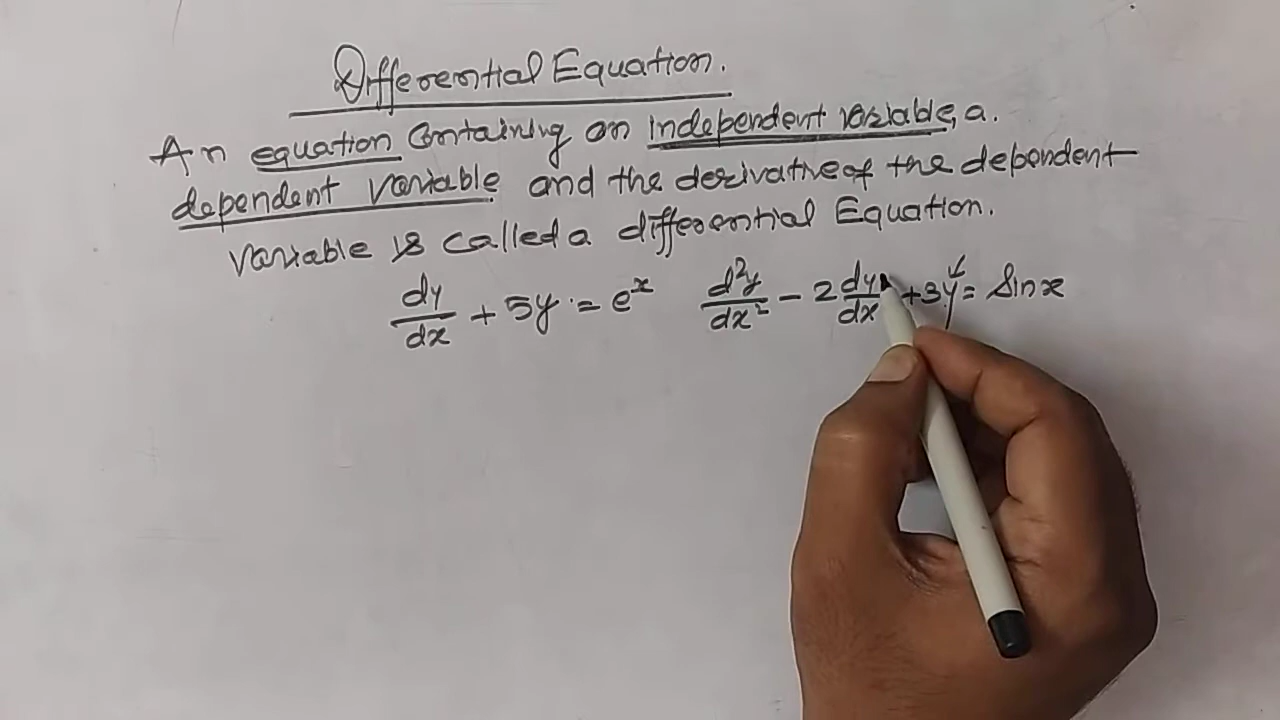 Differential Equation.
An equation containing an independent variable, a.
dependent variable and the derivative of the dependent
variable is called a differential Equation.
dy/dx + 5y = e^x    d²y/dx² - 2 dy/dx + 3y = Sin x